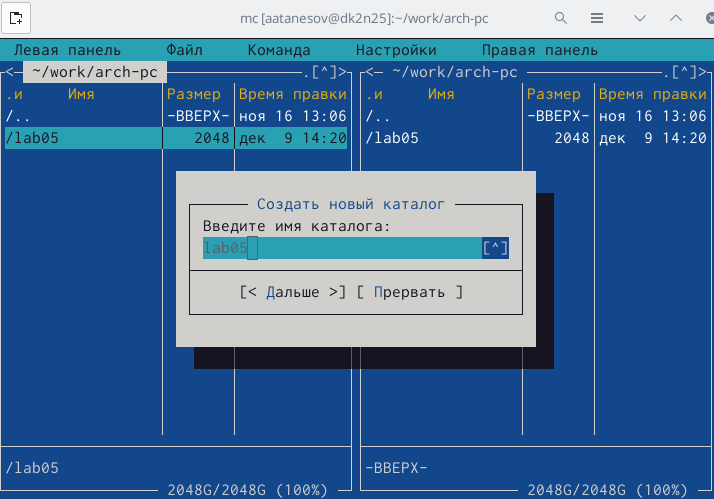 mc [aatanesov@dk2n25]:~/work/arch-pc
Левая панель Файл Команда Настройки Правая панель
<─ ~/work/arch-pc .[^]>
.и Имя Размер Время правки
/.. -ВВЕРХ- ноя 16 13:06
/lab05 2048 дек 9 14:20
/lab05
2048G/2048G (100%)
<─ ~/work/arch-pc .[^]>
.и Имя Размер Время правки
/.. -ВВЕРХ- ноя 16 13:06
/lab05 2048 дек 9 14:20
-ВВЕРХ-
2048G/2048G (100%)
Создать новый каталог
Введите имя каталога:
lab05 [^]
[< Дальше >] [ Прервать ]